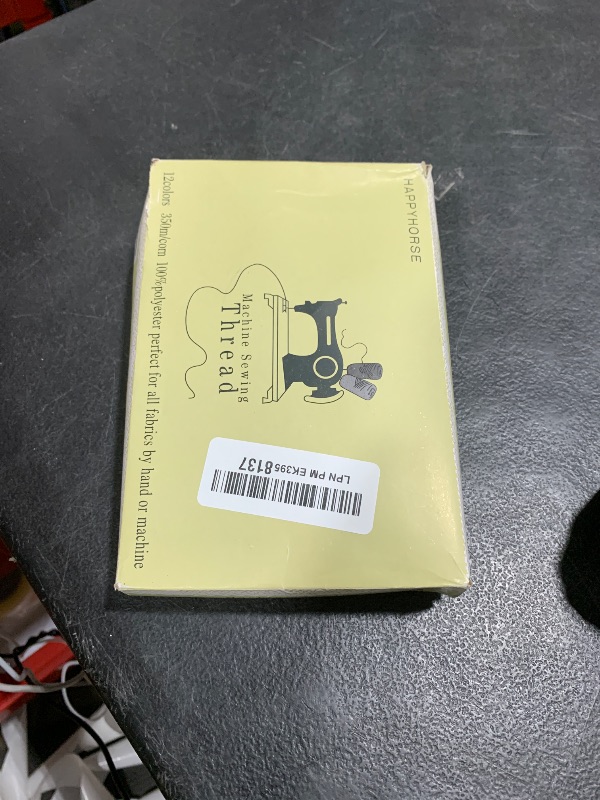 HAPPYHORSE
Machine Sewing
Thread
12colors 350m/corn 100%polyester perfect for all fabrics by hand or machine
LPN PM EK3958137